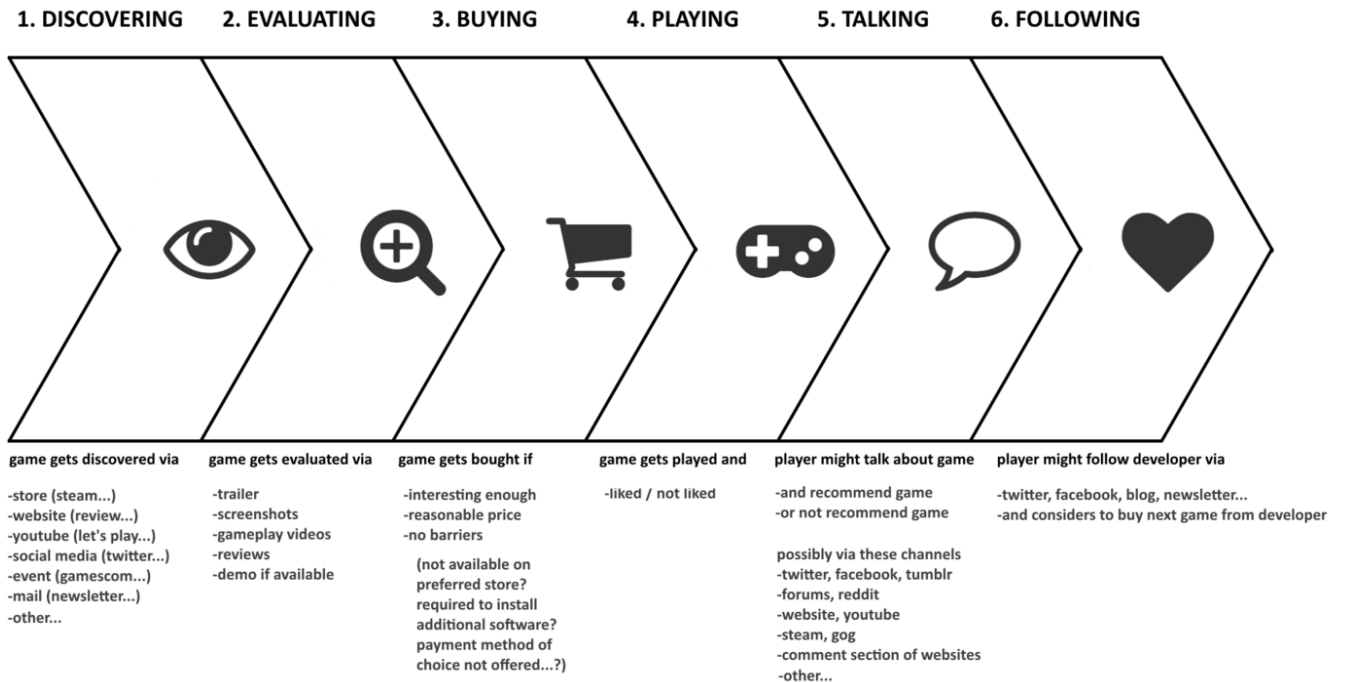 1. DISCOVERING
2. EVALUATING
3. BUYING
4. PLAYING
5. TALKING
6. FOLLOWING
game gets discovered via
-store (steam...)
-website (review...)
-youtube (let's play...)
-social media (twitter...)
-event (gamescom...)
-mail (newsletter...)
-other...
game gets evaluated via
-trailer
-screenshots
-gameplay videos
-reviews
-demo if available
game gets bought if
-interesting enough
-reasonable price
-no barriers
(not available on
preferred store?
required to install
additional software?
payment method of
choice not offered...?)
game gets played and
-liked / not liked
player might talk about game
-and recommend game
-or not recommend game
possibly via these channels
-twitter, facebook, tumblr
-forums, reddit
-website, youtube
-steam, gog
-comment section of websites
-other...
player might follow developer via
-twitter, facebook, blog, newsletter...
-and considers to buy next game from developer